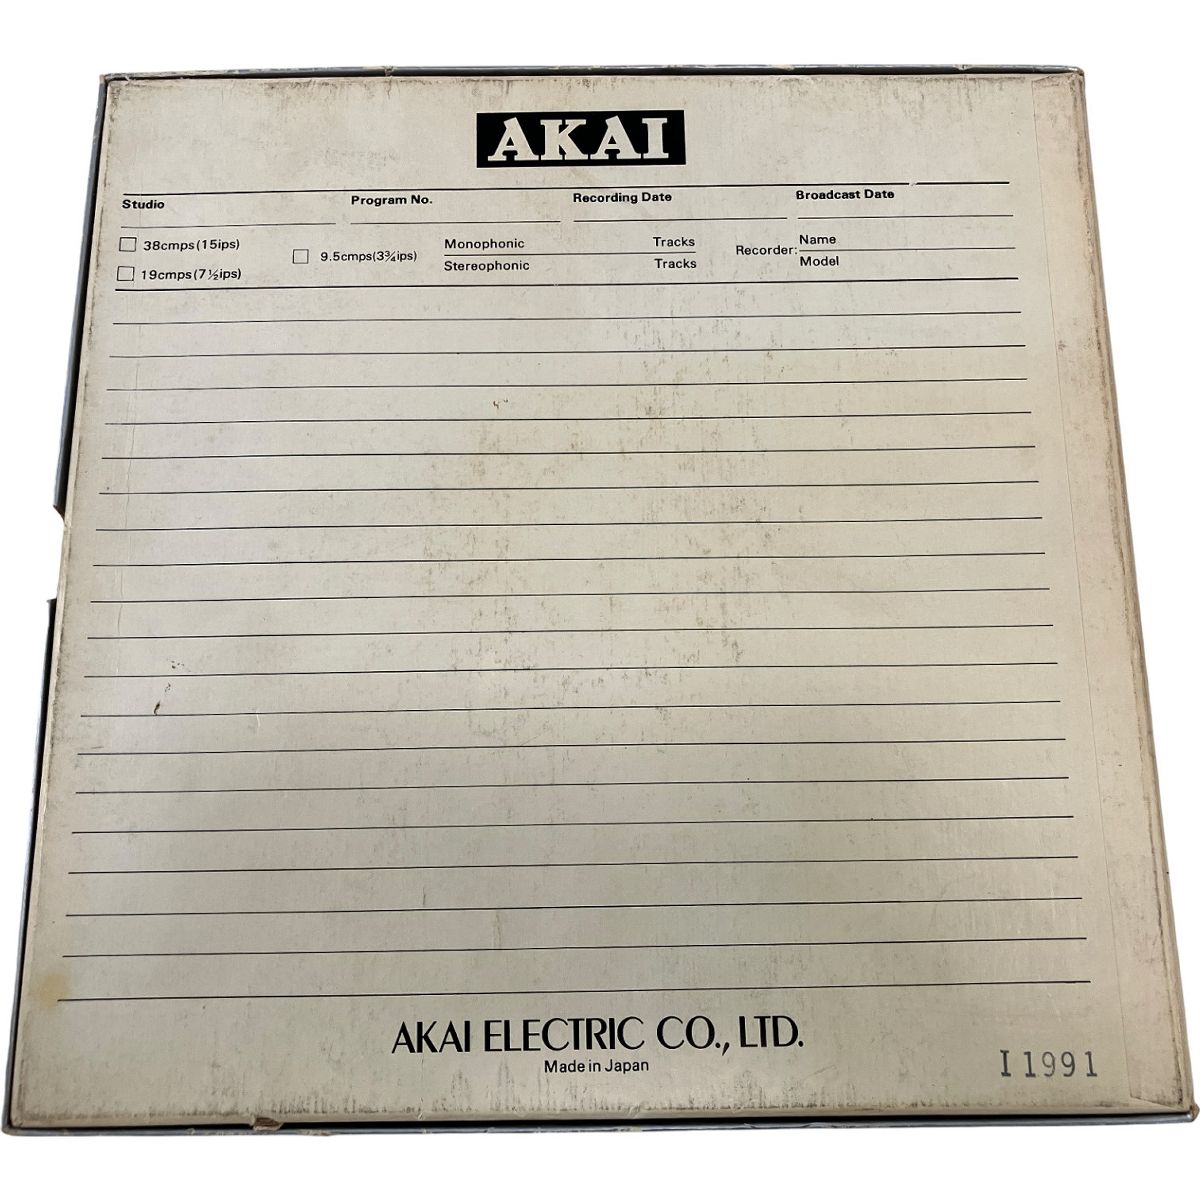 AKAI
Studio Program No. Recording Date Broadcast Date
38cmps(15ips) 9.5cmps(3¾ips) Monophonic Tracks Recorder: Name
19cmps(7½ips) Stereophonic Tracks Model
AKAI ELECTRIC CO., LTD.
Made in Japan
I1991